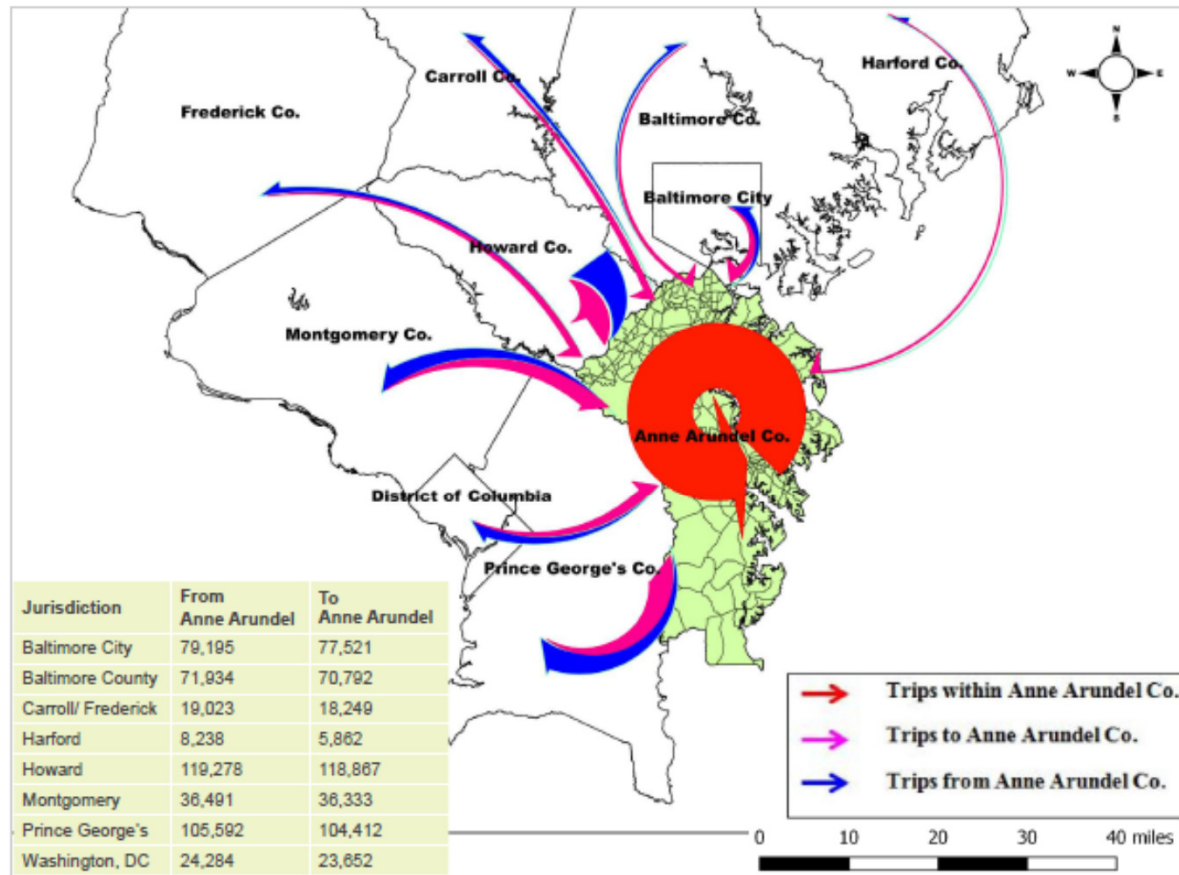 N
W E
S
Harford Co.
Carroll Co.
Frederick Co.
Baltimore Co.
Baltimore City
Howard Co.
Montgomery Co.
Anne Arundel Co.
District of Columbia
Prince George's Co.
Jurisdiction From Anne Arundel To Anne Arundel
Baltimore City 79,195 77,521
Baltimore County 71,934 70,792
Carroll/ Frederick 19,023 18,249
Harford 8,238 5,862
Howard 119,278 118,867
Montgomery 36,491 36,333
Prince George's 105,592 104,412
Washington, DC 24,284 23,652
Trips within Anne Arundel Co.
Trips to Anne Arundel Co.
Trips from Anne Arundel Co.
0 10 20 30 40 miles